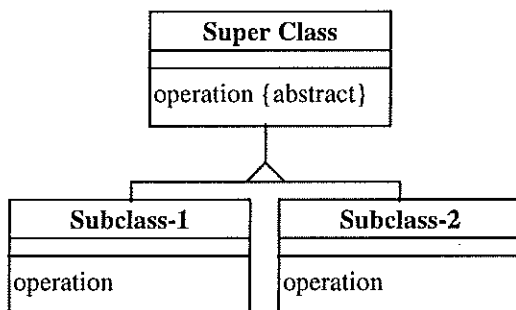 Super Class
operation {abstract}
Subclass-1
Subclass-2
operation
operation